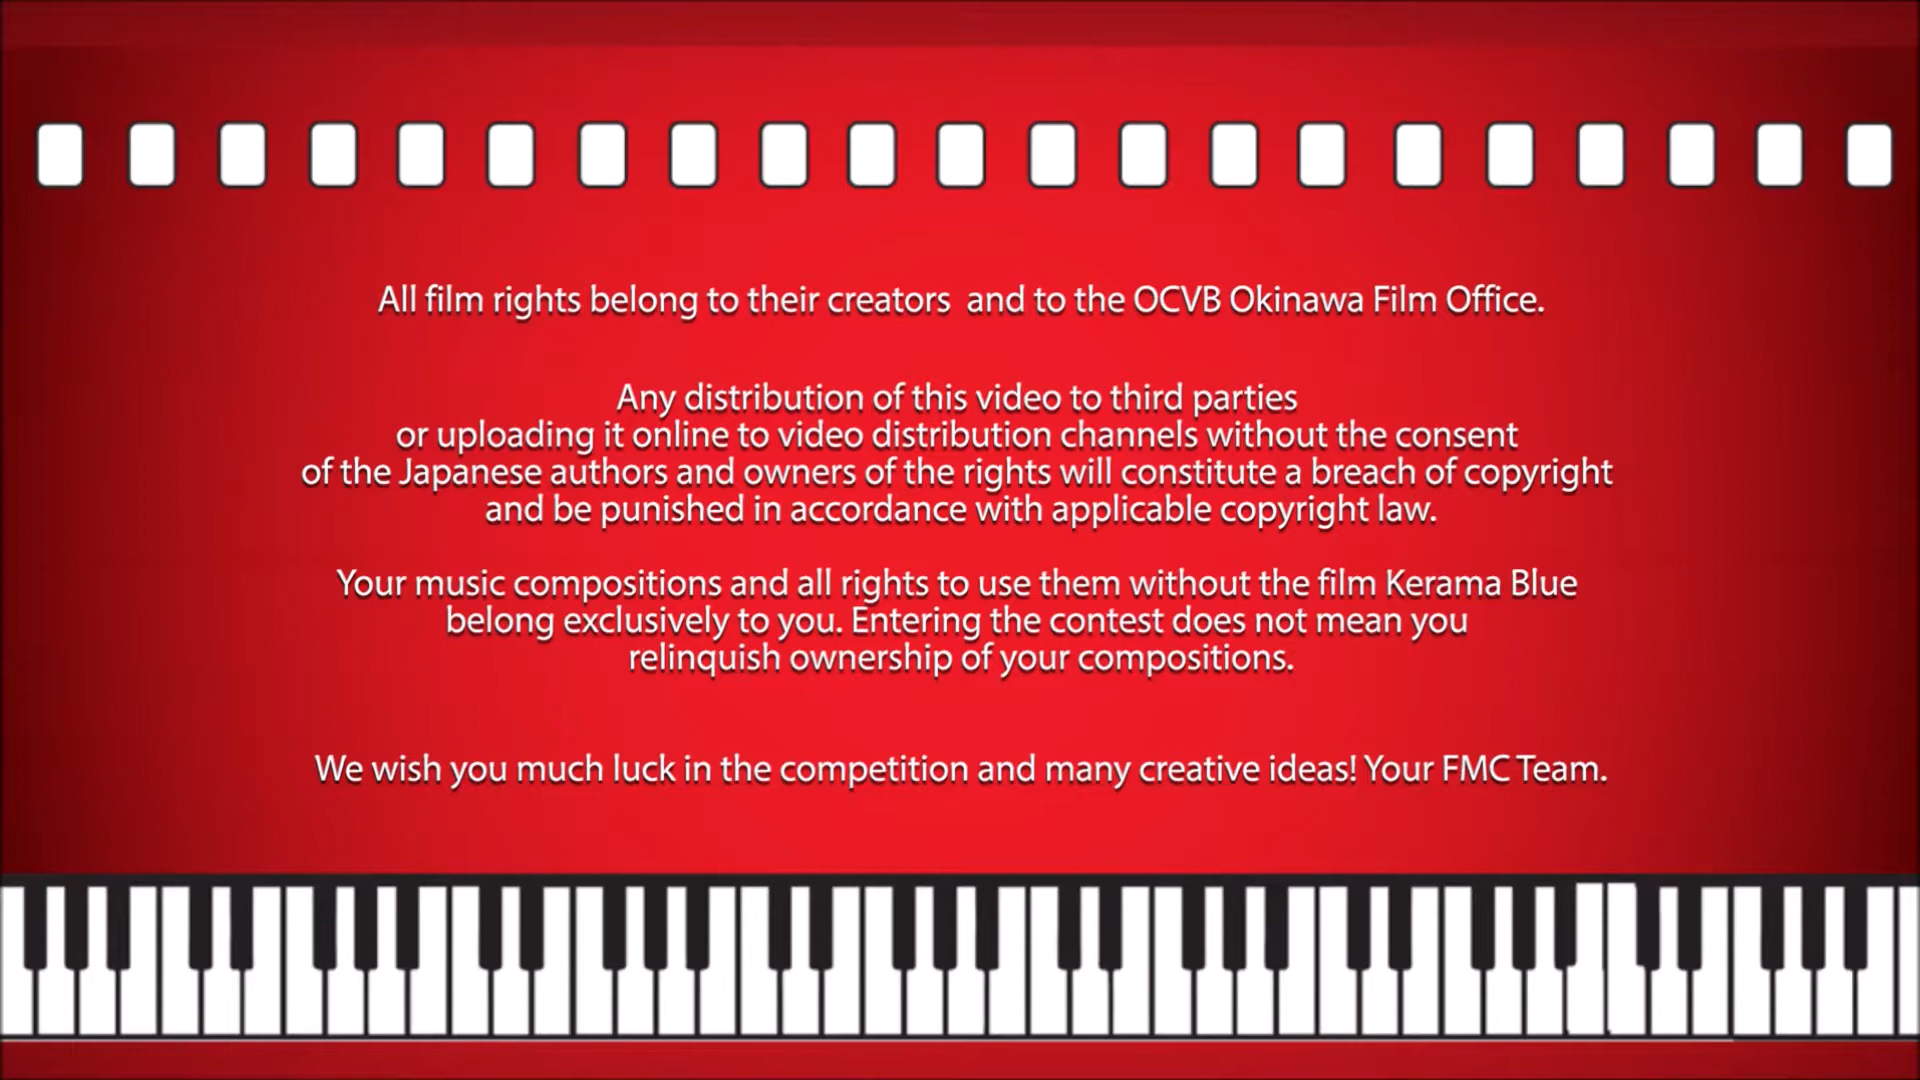 All film rights belong to their creators and to the OCVB Okinawa Film Office.
Any distribution of this video to third parties
or uploading it online to video distribution channels without the consent
of the Japanese authors and owners of the rights will constitute a breach of copyright
and be punished in accordance with applicable copyright law.
Your music compositions and all rights to use them without the film Kerama Blue
belong exclusively to you. Entering the contest does not mean you
relinquish ownership of your compositions.
We wish you much luck in the competition and many creative ideas! Your FMC Team.